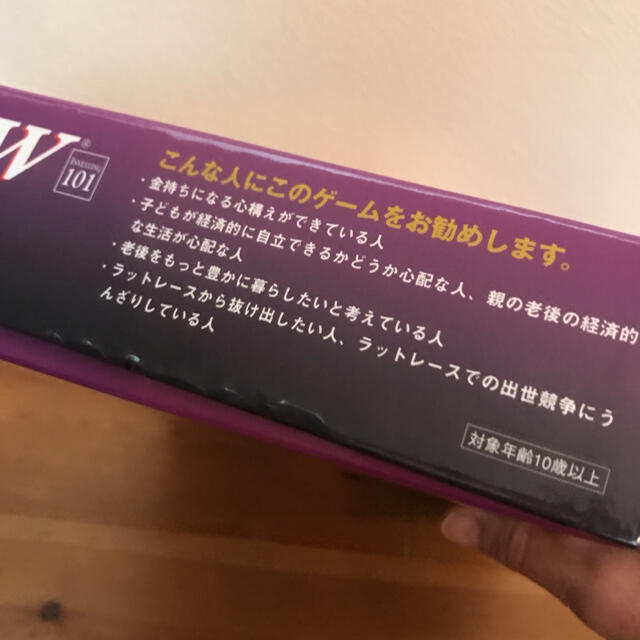 W®
INVESTING
101
こんな人にこのゲームをお勧めします。
・金持ちになる心構えができている人
・子どもが経済的に自立できるかどうか心配な人、親の老後の経済的
な生活が心配な人
・老後をもっと豊かに暮らしたいと考えている人
・ラットレースから抜け出したい人、ラットレースでの出世競争にう
んざりしている人
対象年齢10歳以上